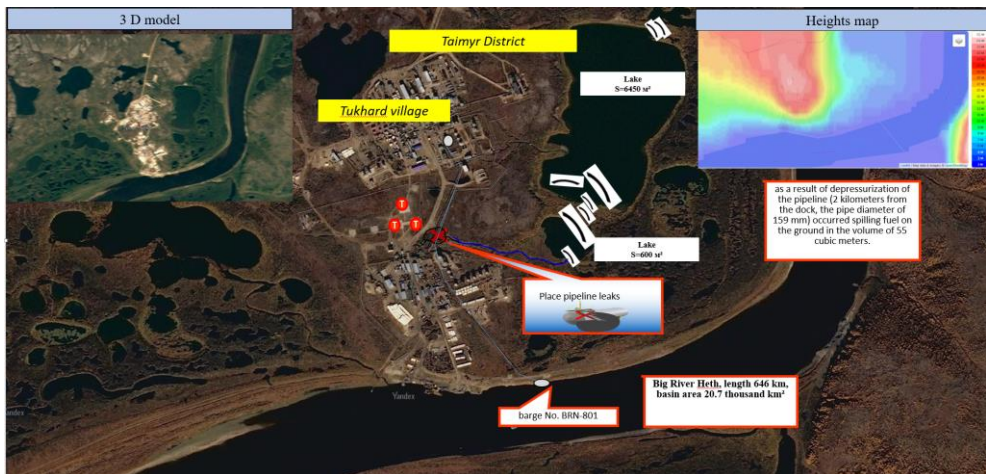 3 D model
Taimyr District
Heights map
Lake
S=6450 м²
Tukhard village
as a result of depressurization of
the pipeline (2 kilometers from
the dock, the pipe diameter of
159 mm) occurred spilling fuel on
the ground in the volume of 55
cubic meters.
T
T
T
Lake
S=600 м²
Place pipeline leaks
Big River Heth, length 646 km,
basin area 20.7 thousand km²
barge No. BRN-801
Yandex
Yandex